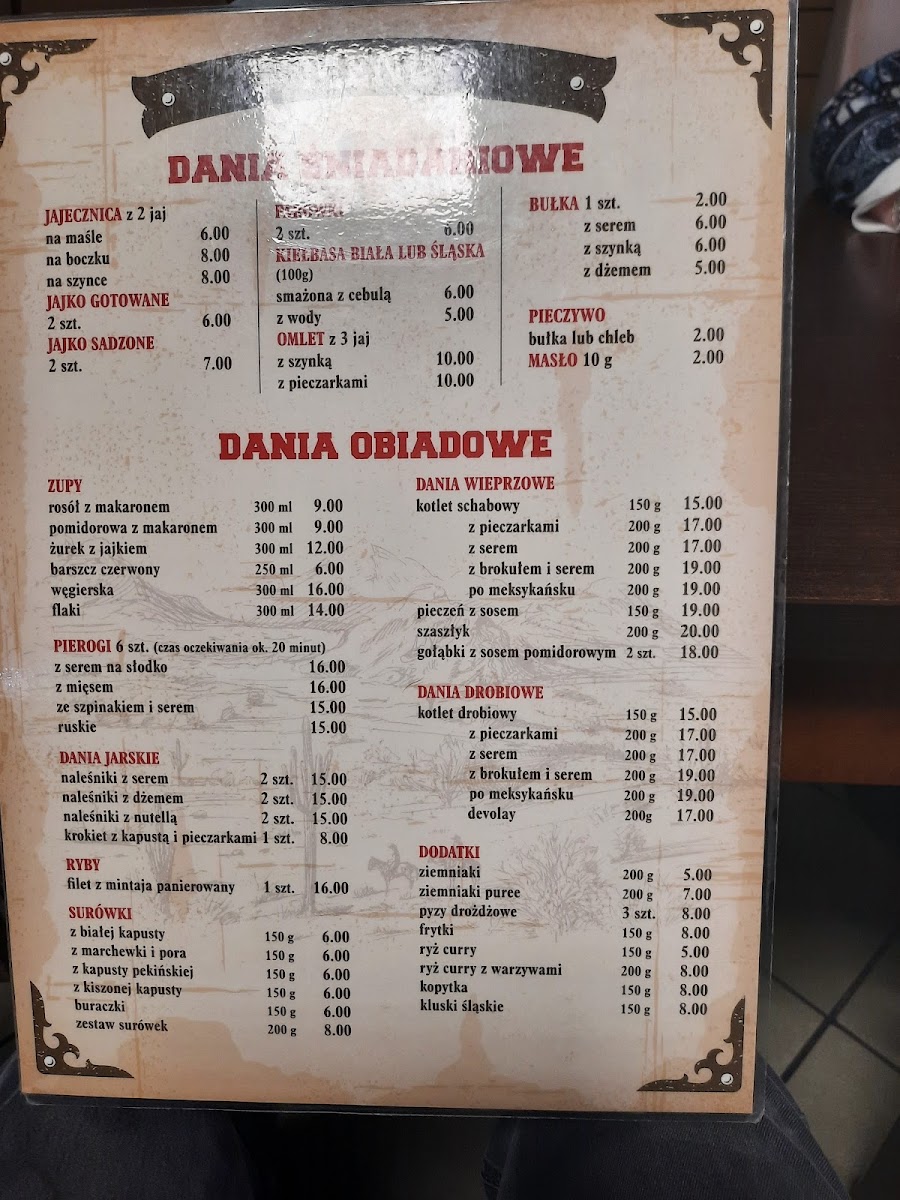 DANIA ŚNIADANIOWE
JAJECZNICA z 2 jaj
na maśle 6.00
na boczku 8.00
na szynce 8.00
JAJKO GOTOWANE
2 szt. 6.00
JAJKO SADZONE
2 szt. 7.00
PARÓWKI
2 szt. 6.00
KIEŁBASA BIAŁA LUB ŚLĄSKA
(100g)
smażona z cebulą 6.00
z wody 5.00
OMLET z 3 jaj
z szynką 10.00
z pieczarkami 10.00
BUŁKA 1 szt. 2.00
z serem 6.00
z szynką 6.00
z dżemem 5.00
PIECZYWO
bułka lub chleb 2.00
MASŁO 10 g 2.00
DANIA OBIADOWE
ZUPY
rosół z makaronem 300 ml 9.00
pomidorowa z makaronem 300 ml 9.00
żurek z jajkiem 300 ml 12.00
barszcz czerwony 250 ml 6.00
węgierska 300 ml 16.00
flaki 300 ml 14.00
PIEROGI 6 szt. (czas oczekiwania ok. 20 minut)
z serem na słodko 16.00
z mięsem 16.00
ze szpinakiem i serem 15.00
ruskie 15.00
DANIA JARSKIE
naleśniki z serem 2 szt. 15.00
naleśniki z dżemem 2 szt. 15.00
naleśniki z nutellą 2 szt. 15.00
krokiet z kapustą i pieczarkami 1 szt. 8.00
RYBY
filet z mintaja panierowany 1 szt. 16.00
SURÓWKI
z białej kapusty 150 g 6.00
z marchewki i pora 150 g 6.00
z kapusty pekińskiej 150 g 6.00
z kiszonej kapusty 150 g 6.00
buraczki 150 g 6.00
zestaw surówek 200 g 8.00
DANIA WIEPRZOWE
kotlet schabowy 150 g 15.00
z pieczarkami 200 g 17.00
z serem 200 g 17.00
z brokułem i serem 200 g 19.00
po meksykańsku 200 g 19.00
pieczeń z sosem 150 g 19.00
szaszłyk 200 g 20.00
gołąbki z sosem pomidorowym 2 szt. 18.00
DANIA DROBIOWE
kotlet drobiowy 150 g 15.00
z pieczarkami 200 g 17.00
z serem 200 g 17.00
z brokułem i serem 200 g 19.00
po meksykańsku 200 g 19.00
devolay 200g 17.00
DODATKI
ziemniaki 200 g 5.00
ziemniaki puree 200 g 7.00
pyzy drożdżowe 3 szt. 8.00
frytki 150 g 8.00
ryż curry 150 g 5.00
ryż curry z warzywami 200 g 8.00
kopytka 150 g 8.00
kluski śląskie 150 g 8.00